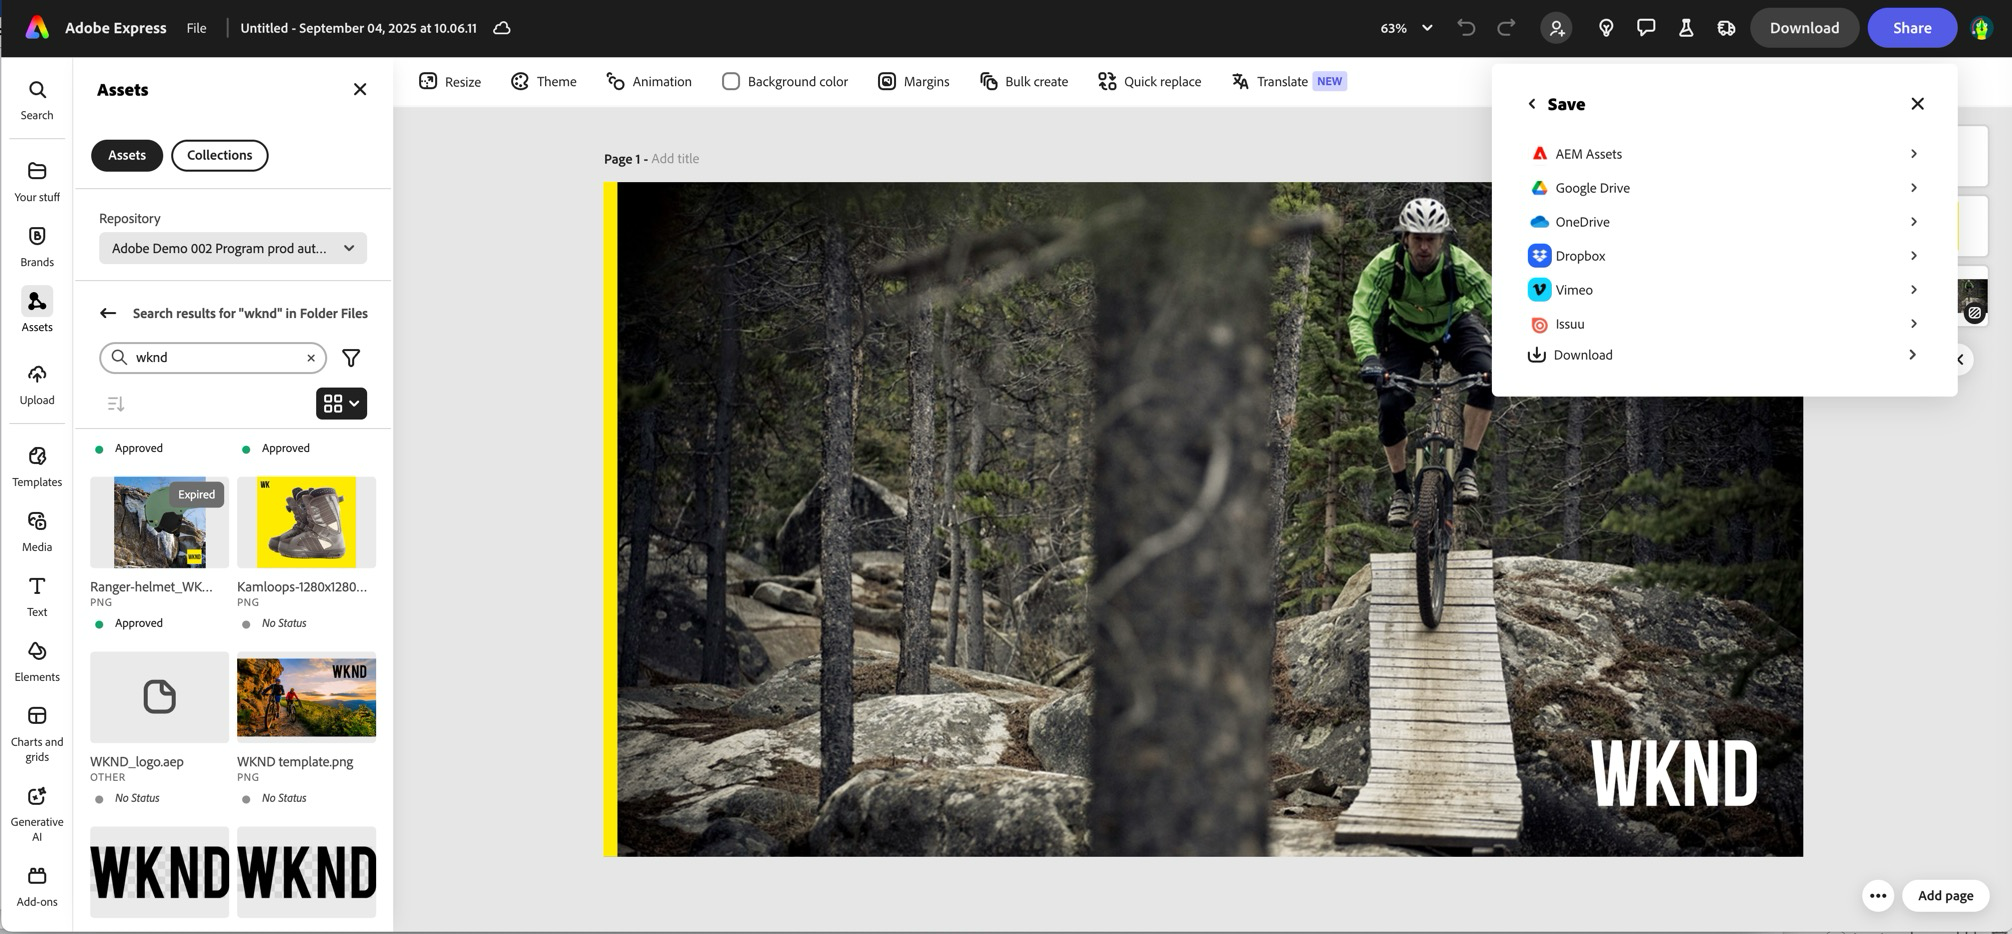 Adobe Express
File
Untitled - September 04, 2025 at 10.06.11
63%
Download
Share
Search
Your stuff
Brands
Assets
Upload
Templates
Media
Text
Elements
Charts and
grids
Generative
AI
Add-ons
Assets
Assets
Collections
Repository
Adobe Demo 002 Program prod aut...
Search results for "wknd" in Folder Files
wknd
Approved
Approved
Expired
WKND
WK
Ranger-helmet_WK...
PNG
Approved
Kamloops-1280x1280...
PNG
No Status
WKND
WKND_logo.aep
OTHER
No Status
WKND template.png
PNG
No Status
WKND
WKND
Resize
Theme
Animation
Background color
Margins
Bulk create
Quick replace
Translate NEW
Page 1 - Add title
WKND
Save
AEM Assets
Google Drive
OneDrive
Dropbox
Vimeo
Issuu
Download
Add page